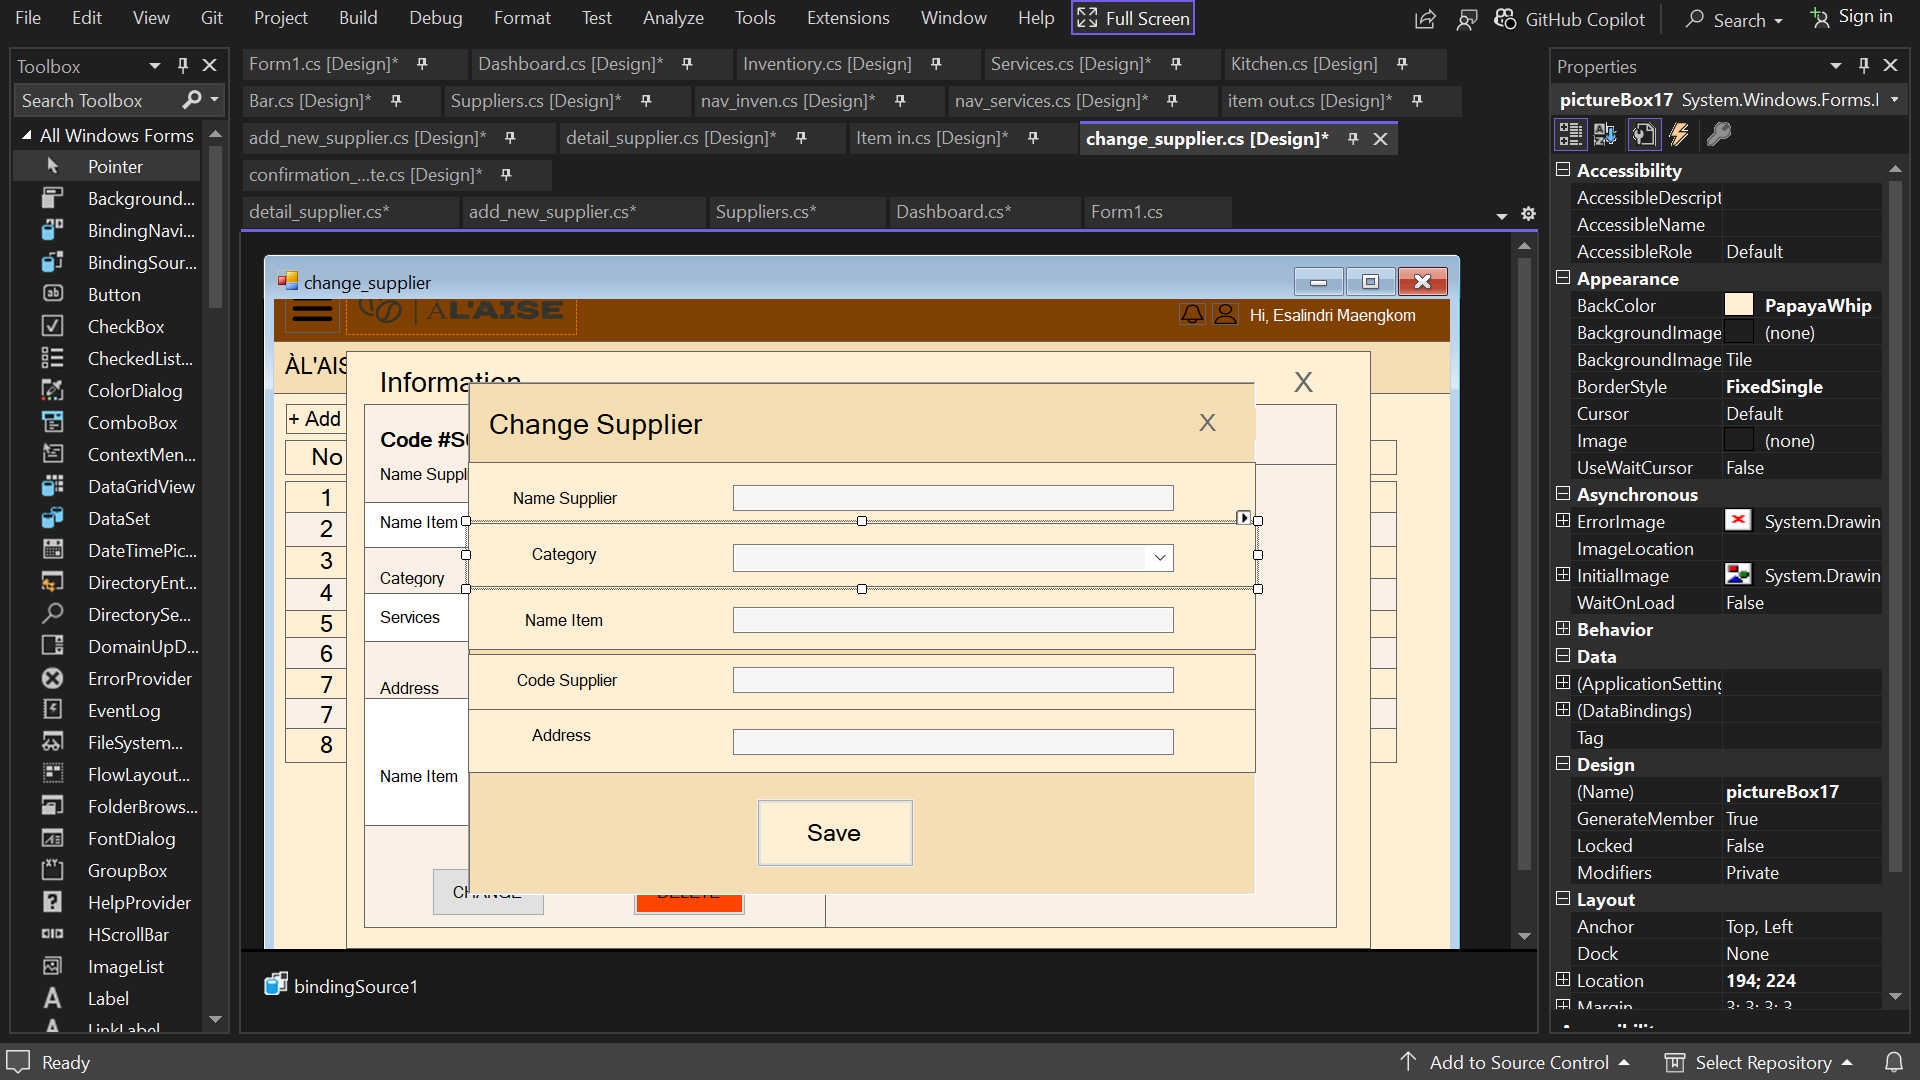 File Edit View Git Project Build Debug Format Test Analyze Tools Extensions Window Help Full Screen GitHub Copilot Search Sign in
Toolbox
Search Toolbox
All Windows Forms
Pointer
Background...
BindingNavi...
BindingSour...
Button
CheckBox
CheckedList...
ColorDialog
ComboBox
ContextMen...
DataGridView
DataSet
DateTimePic...
DirectoryEnt...
DirectorySe...
DomainUpD...
ErrorProvider
EventLog
FileSystem...
FlowLayout...
FolderBrows...
FontDialog
GroupBox
HelpProvider
HScrollBar
ImageList
Label
LinkLabel
Form1.cs [Design]* Dashboard.cs [Design]* Inventiory.cs [Design] Services.cs [Design]* Kitchen.cs [Design]
Bar.cs [Design]* Suppliers.cs [Design]* nav_inven.cs [Design]* nav_services.cs [Design]* item out.cs [Design]*
add_new_supplier.cs [Design]* detail_supplier.cs [Design]* Item in.cs [Design]* change_supplier.cs [Design]*
confirmation_...te.cs [Design]*
detail_supplier.cs* add_new_supplier.cs* Suppliers.cs* Dashboard.cs* Form1.cs
change_supplier
AL'AISE
Hi, Esalindri Maengkom
ÀL'AIS
Information X
+ Add
No
1
2
3
4
5
6
7
7
8
Code #S
Name Suppl
Name Item
Category
Services
Address
Name Item
CHANGE
DELETE
Change Supplier X
Name Supplier
Category
Name Item
Code Supplier
Address
Save
bindingSource1
Properties
pictureBox17 System.Windows.Forms.
Accessibility
AccessibleDescript
AccessibleName
AccessibleRole Default
Appearance
BackColor PapayaWhip
BackgroundImage (none)
BackgroundImage Tile
BorderStyle FixedSingle
Cursor Default
Image (none)
UseWaitCursor False
Asynchronous
ErrorImage System.Drawin
ImageLocation
InitialImage System.Drawin
WaitOnLoad False
Behavior
Data
(ApplicationSetting
(DataBindings)
Tag
Design
(Name) pictureBox17
GenerateMember True
Locked False
Modifiers Private
Layout
Anchor Top, Left
Dock None
Location 194; 224
Margin 3; 3; 3; 3
Accessibility
Ready
Add to Source Control Select Repository